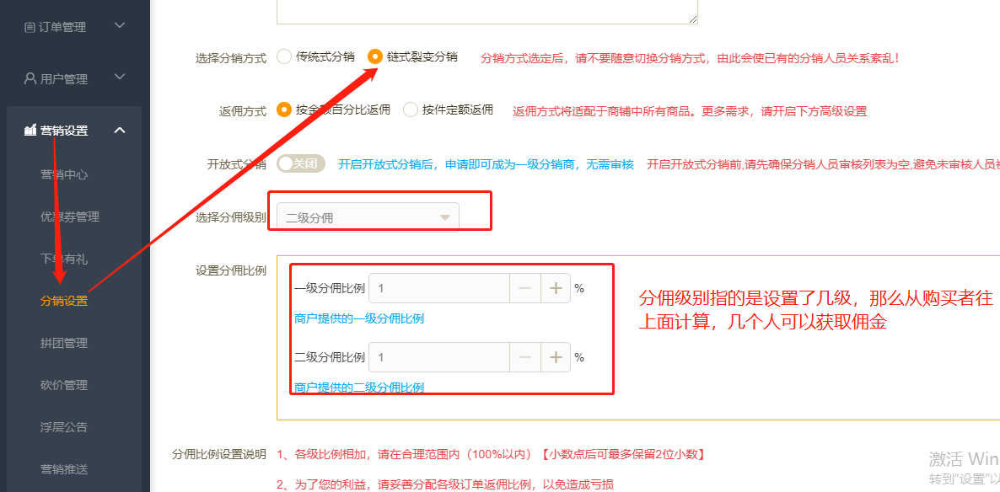 订单管理
用户管理
营销设置
营销中心
优惠券管理
下单有礼
分销设置
拼团管理
砍价管理
浮层公告
营销推送
选择分销方式 传统式分销 链式裂变分销 分销方式选定后，请不要随意切换分销方式，由此会使已有的分销人员关系紊乱！
返佣方式 按金额百分比返佣 按件定额返佣 返佣方式将适配于商铺中所有商品。更多需求，请开启下方高级设置
开放式分销 关闭 开启开放式分销后，申请即可成为一级分销商，无需审核 开启开放式分销前,请先确保分销人员审核列表为空,避免未审核人员被
选择分佣级别 二级分佣
设置分佣比例
一级分佣比例 1 － ＋ %
商户提供的一级分佣比例
二级分佣比例 1 － ＋ %
商户提供的二级分佣比例
分佣级别指的是设置了几级，那么从购买者往
上面计算，几个人可以获取佣金
分佣比例设置说明 1、各级比例相加，请在合理范围内（100%以内）【小数点后可最多保留2位小数】
2、为了您的利益，请妥善分配各级订单返佣比例，以免造成亏损
激活 Win
转到"设置"以